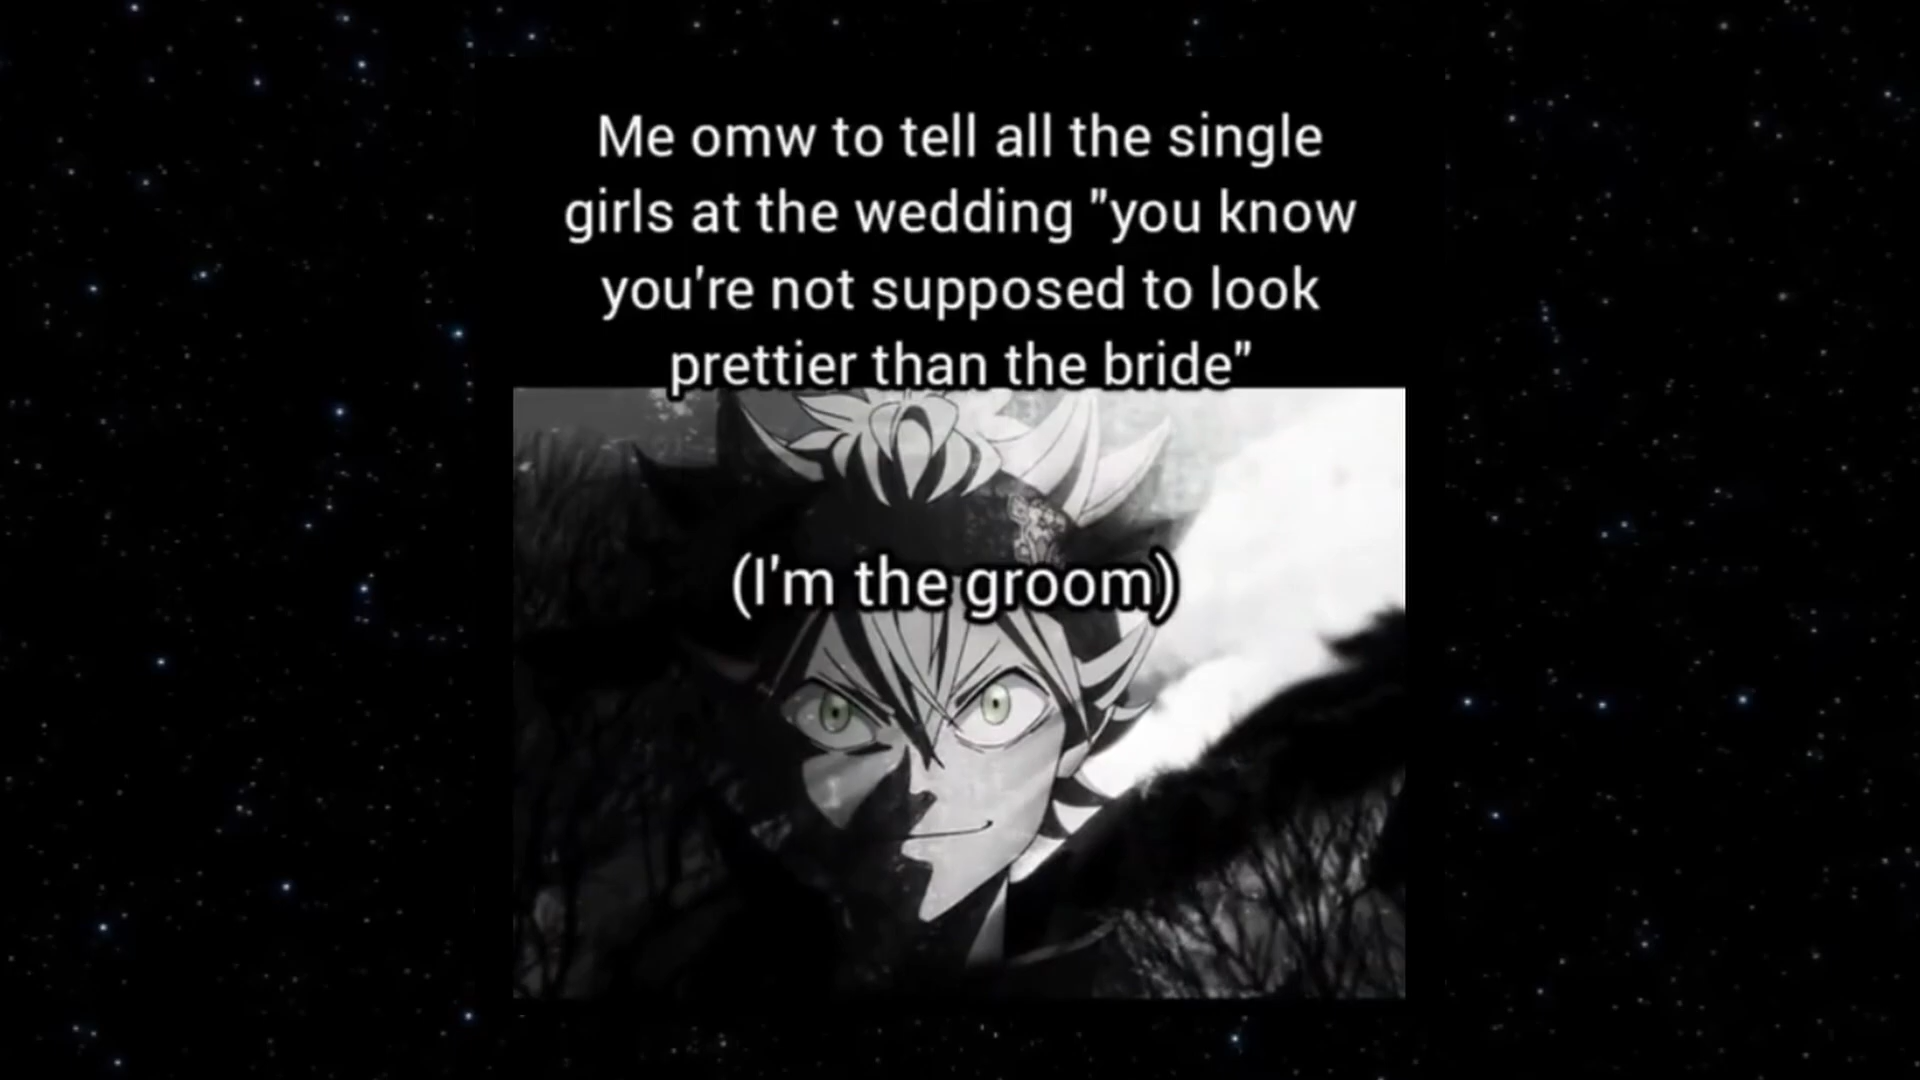 Me omw to tell all the single
girls at the wedding "you know
you're not supposed to look
prettier than the bride"
(I'm the groom)